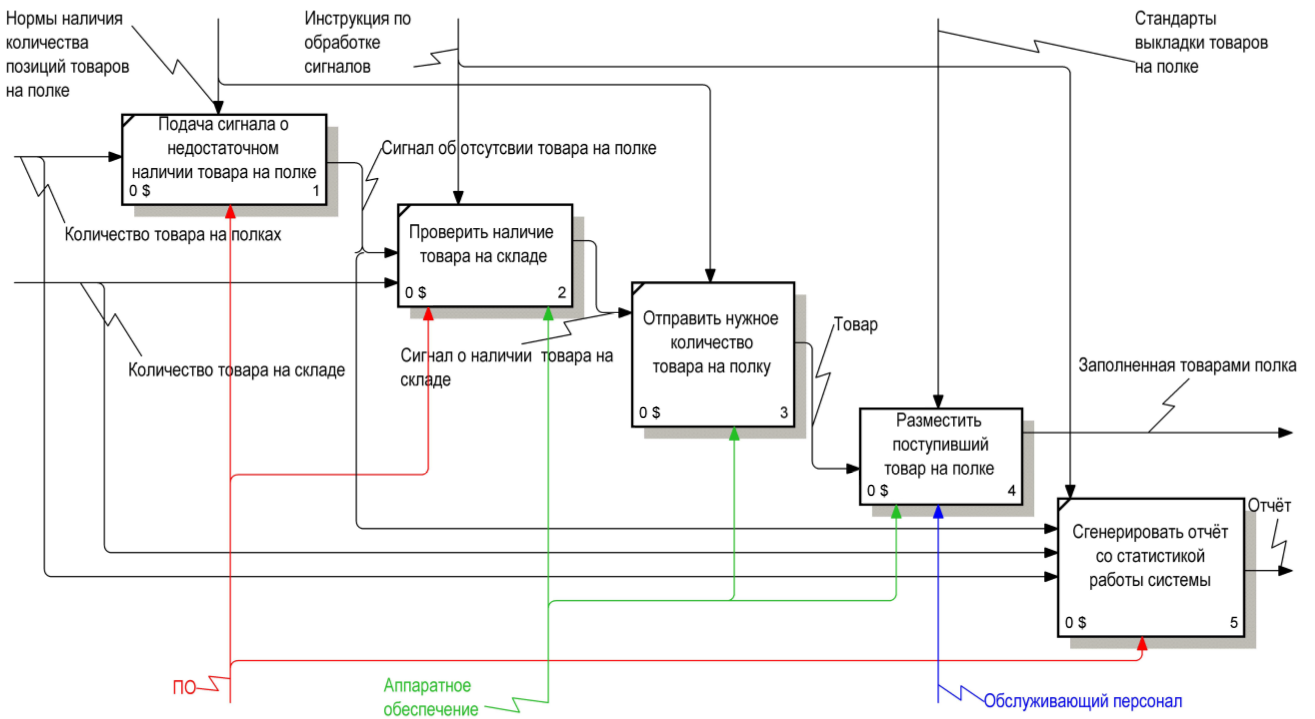 Нормы наличия
количества
позиций товаров
на полке
Инструкция по
обработке
сигналов
Стандарты
выкладки товаров
на полке
Подача сигнала о
недостаточном
наличии товара на полке
0 $ 1
Сигнал об отсутсвии товара на полке
Количество товара на полках
Проверить наличие
товара на складе
0 $ 2
Количество товара на складе
Сигнал о наличии товара на
складе
Отправить нужное
количество
товара на полку
0 $ 3
Товар
Заполненная товарами полка
Разместить
поступивший
товар на полке
0 $ 4
Отчёт
Сгенерировать отчёт
со статистикой
работы системы
0 $ 5
ПО
Аппаратное
обеспечение
Обслуживающий персонал